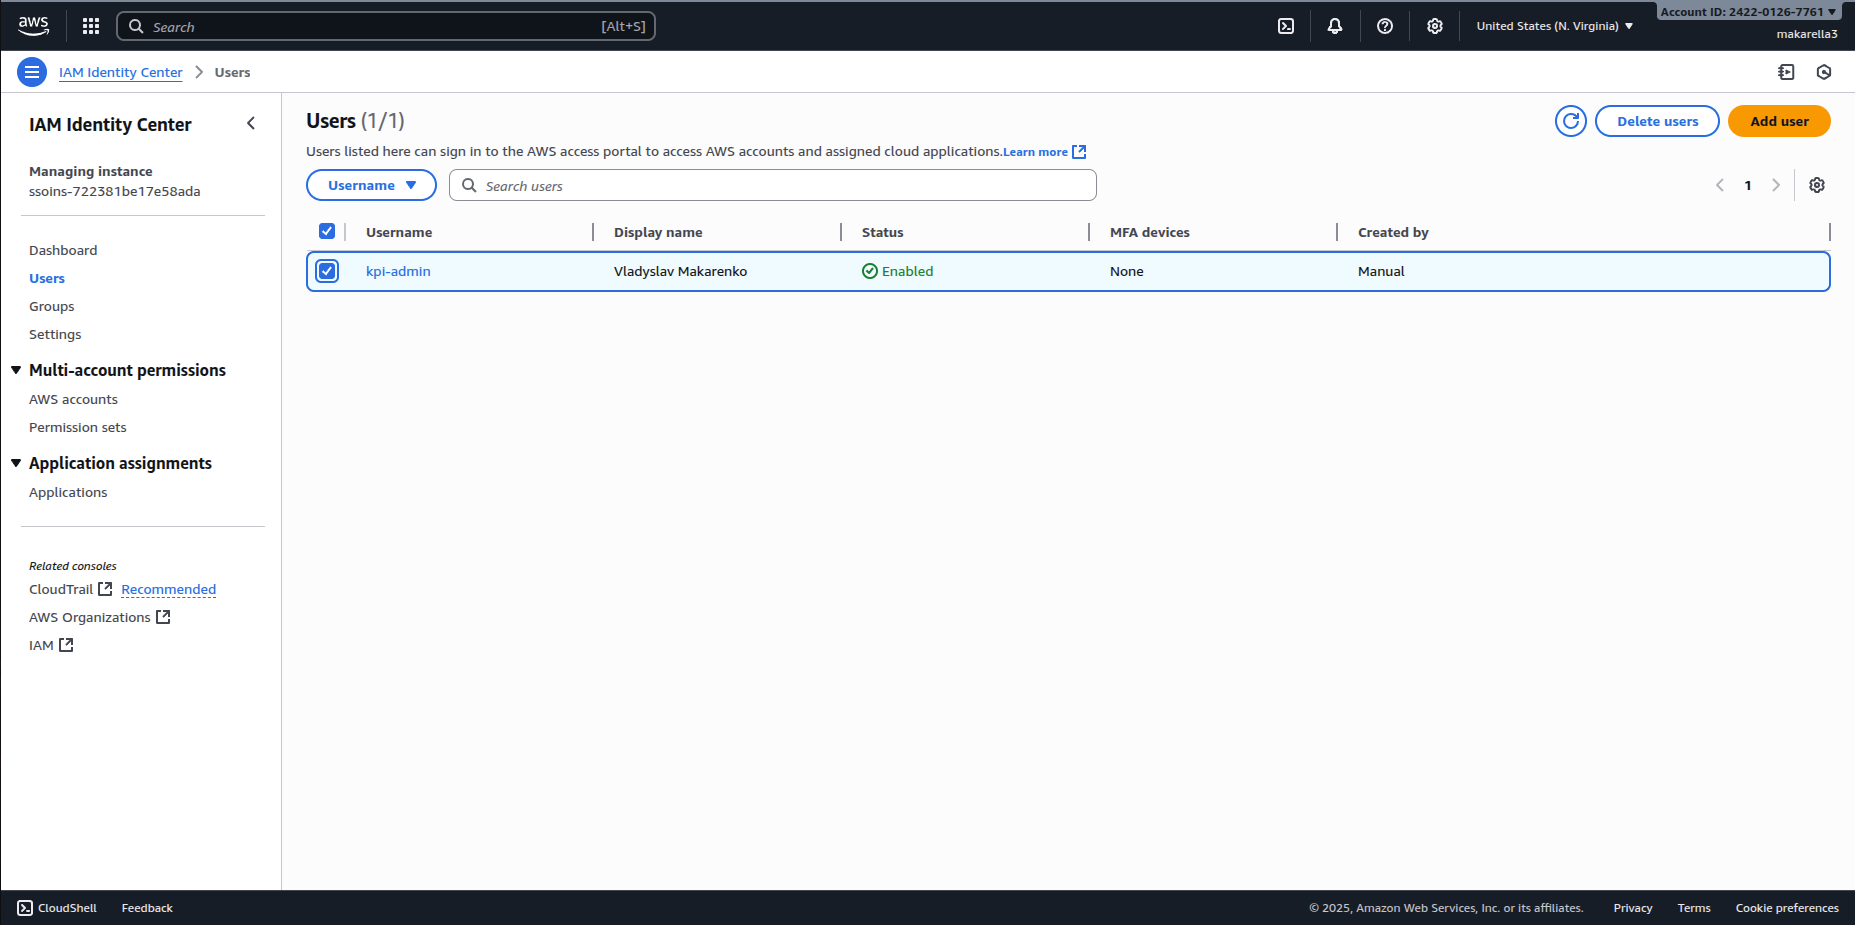 aws
Search [Alt+S]
United States (N. Virginia)
Account ID: 2422-0126-7761
makarella3
IAM Identity Center > Users
IAM Identity Center
Managing instance
ssoins-722381be17e58ada
Dashboard
Users
Groups
Settings
Multi-account permissions
AWS accounts
Permission sets
Application assignments
Applications
Related consoles
CloudTrail Recommended
AWS Organizations
IAM
Users (1/1)
Delete users
Add user
Users listed here can sign in to the AWS access portal to access AWS accounts and assigned cloud applications.Learn more
Username
Search users
1
Username Display name Status MFA devices Created by
kpi-admin Vladyslav Makarenko Enabled None Manual
CloudShell Feedback © 2025, Amazon Web Services, Inc. or its affiliates. Privacy Terms Cookie preferences